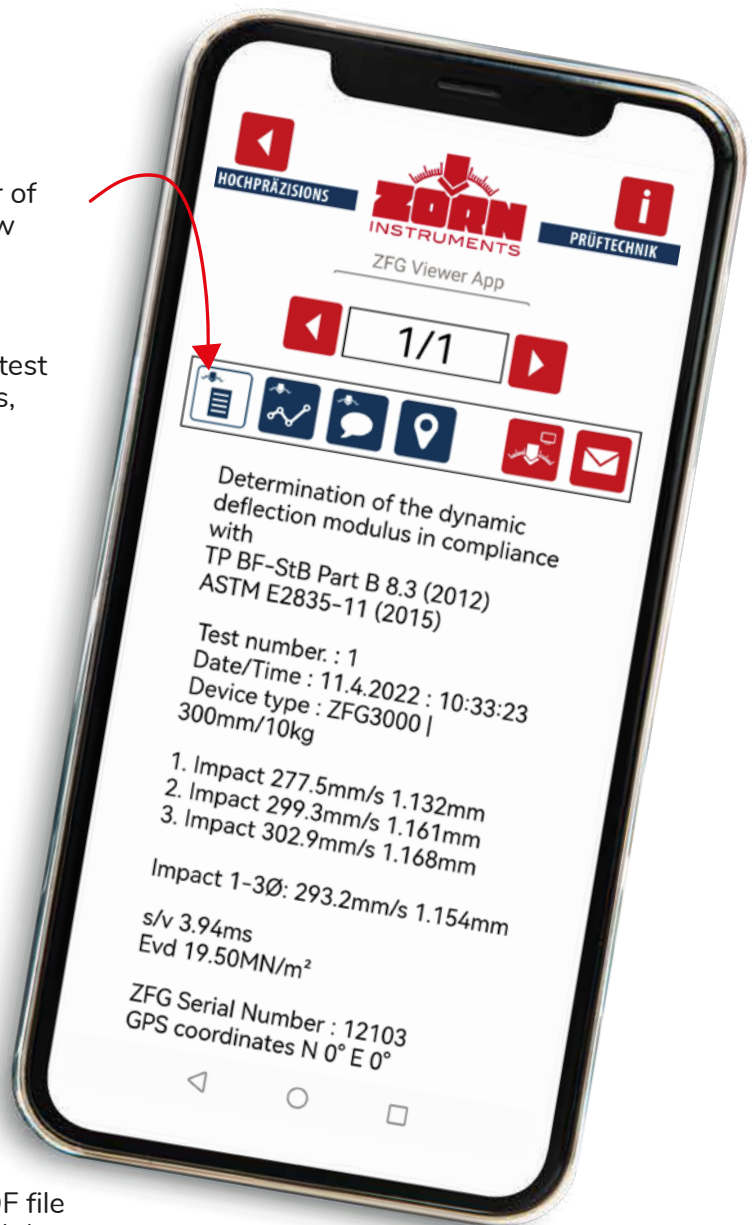 r of
w
test
s,
HOCHPRÄZISIONS
ZORN
INSTRUMENTS
i
PRÜFTECHNIK
ZFG Viewer App
1/1
Determination of the dynamic
deflection modulus in compliance
with
TP BF-StB Part B 8.3 (2012)
ASTM E2835-11 (2015)
Test number. : 1
Date/Time : 11.4.2022 : 10:33:23
Device type : ZFG3000 |
300mm/10kg
1. Impact 277.5mm/s 1.132mm
2. Impact 299.3mm/s 1.161mm
3. Impact 302.9mm/s 1.168mm
Impact 1-3Ø: 293.2mm/s 1.154mm
s/v 3.94ms
Evd 19.50MN/m²
ZFG Serial Number : 12103
GPS coordinates N 0° E 0°
F file